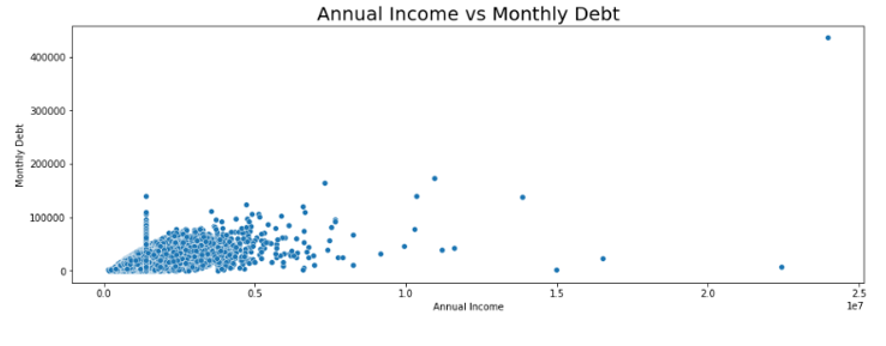 Annual Income vs Monthly Debt
400000
300000
200000
100000
0
Monthly Debt
0.0 0.5 1.0 1.5 2.0 2.5
1e7
Annual Income